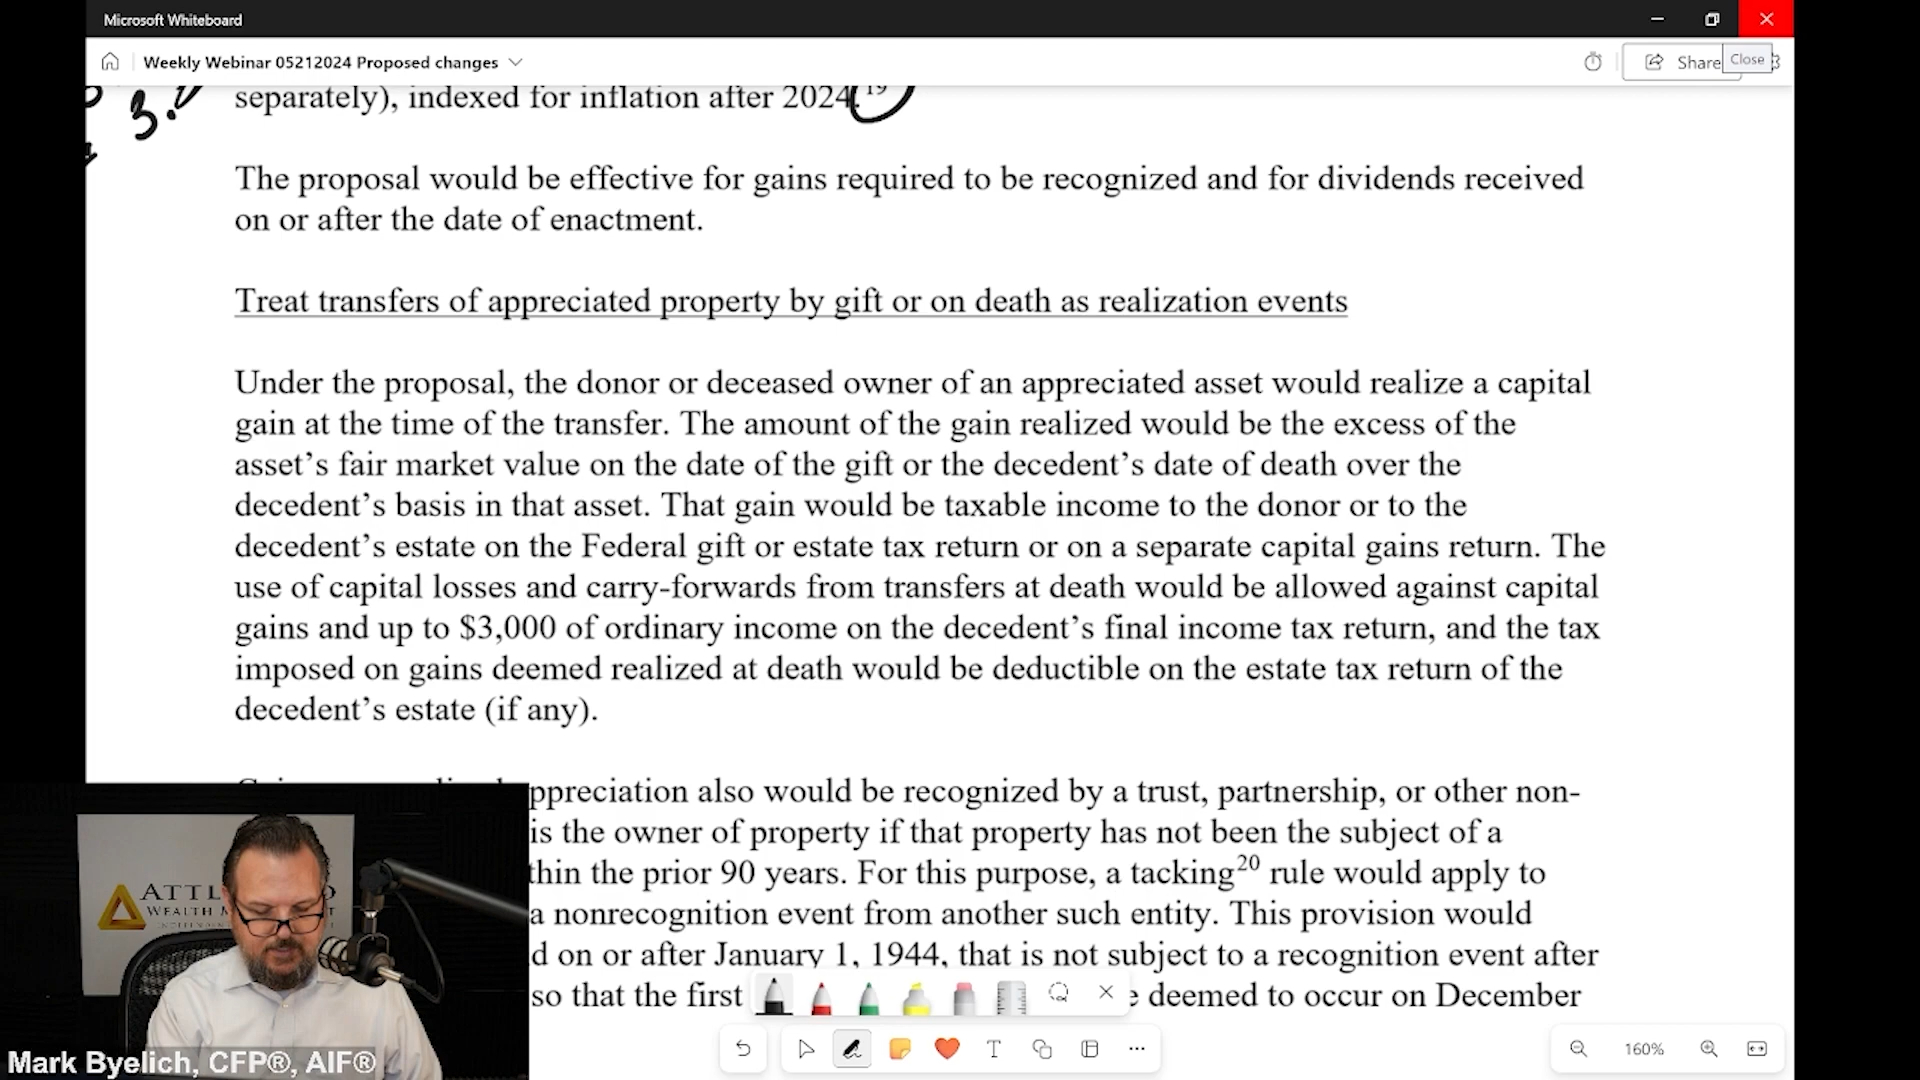 Microsoft Whiteboard
Weekly Webinar 05212024 Proposed changes
Share
Close
3.
separately), indexed for inflation after 2024.19
The proposal would be effective for gains required to be recognized and for dividends received
on or after the date of enactment.
Treat transfers of appreciated property by gift or on death as realization events
Under the proposal, the donor or deceased owner of an appreciated asset would realize a capital
gain at the time of the transfer. The amount of the gain realized would be the excess of the
asset’s fair market value on the date of the gift or the decedent’s date of death over the
decedent’s basis in that asset. That gain would be taxable income to the donor or to the
decedent’s estate on the Federal gift or estate tax return or on a separate capital gains return. The
use of capital losses and carry-forwards from transfers at death would be allowed against capital
gains and up to $3,000 of ordinary income on the decedent’s final income tax return, and the tax
imposed on gains deemed realized at death would be deductible on the estate tax return of the
decedent’s estate (if any).
appreciation also would be recognized by a trust, partnership, or other non-
is the owner of property if that property has not been the subject of a
the prior 90 years. For this purpose, a tacking20 rule would apply to
a nonrecognition event from another such entity. This provision would
on or after January 1, 1944, that is not subject to a recognition event after
so that the first
deemed to occur on December
WEALTH
Mark Byelich, CFP®, AIF®
160%